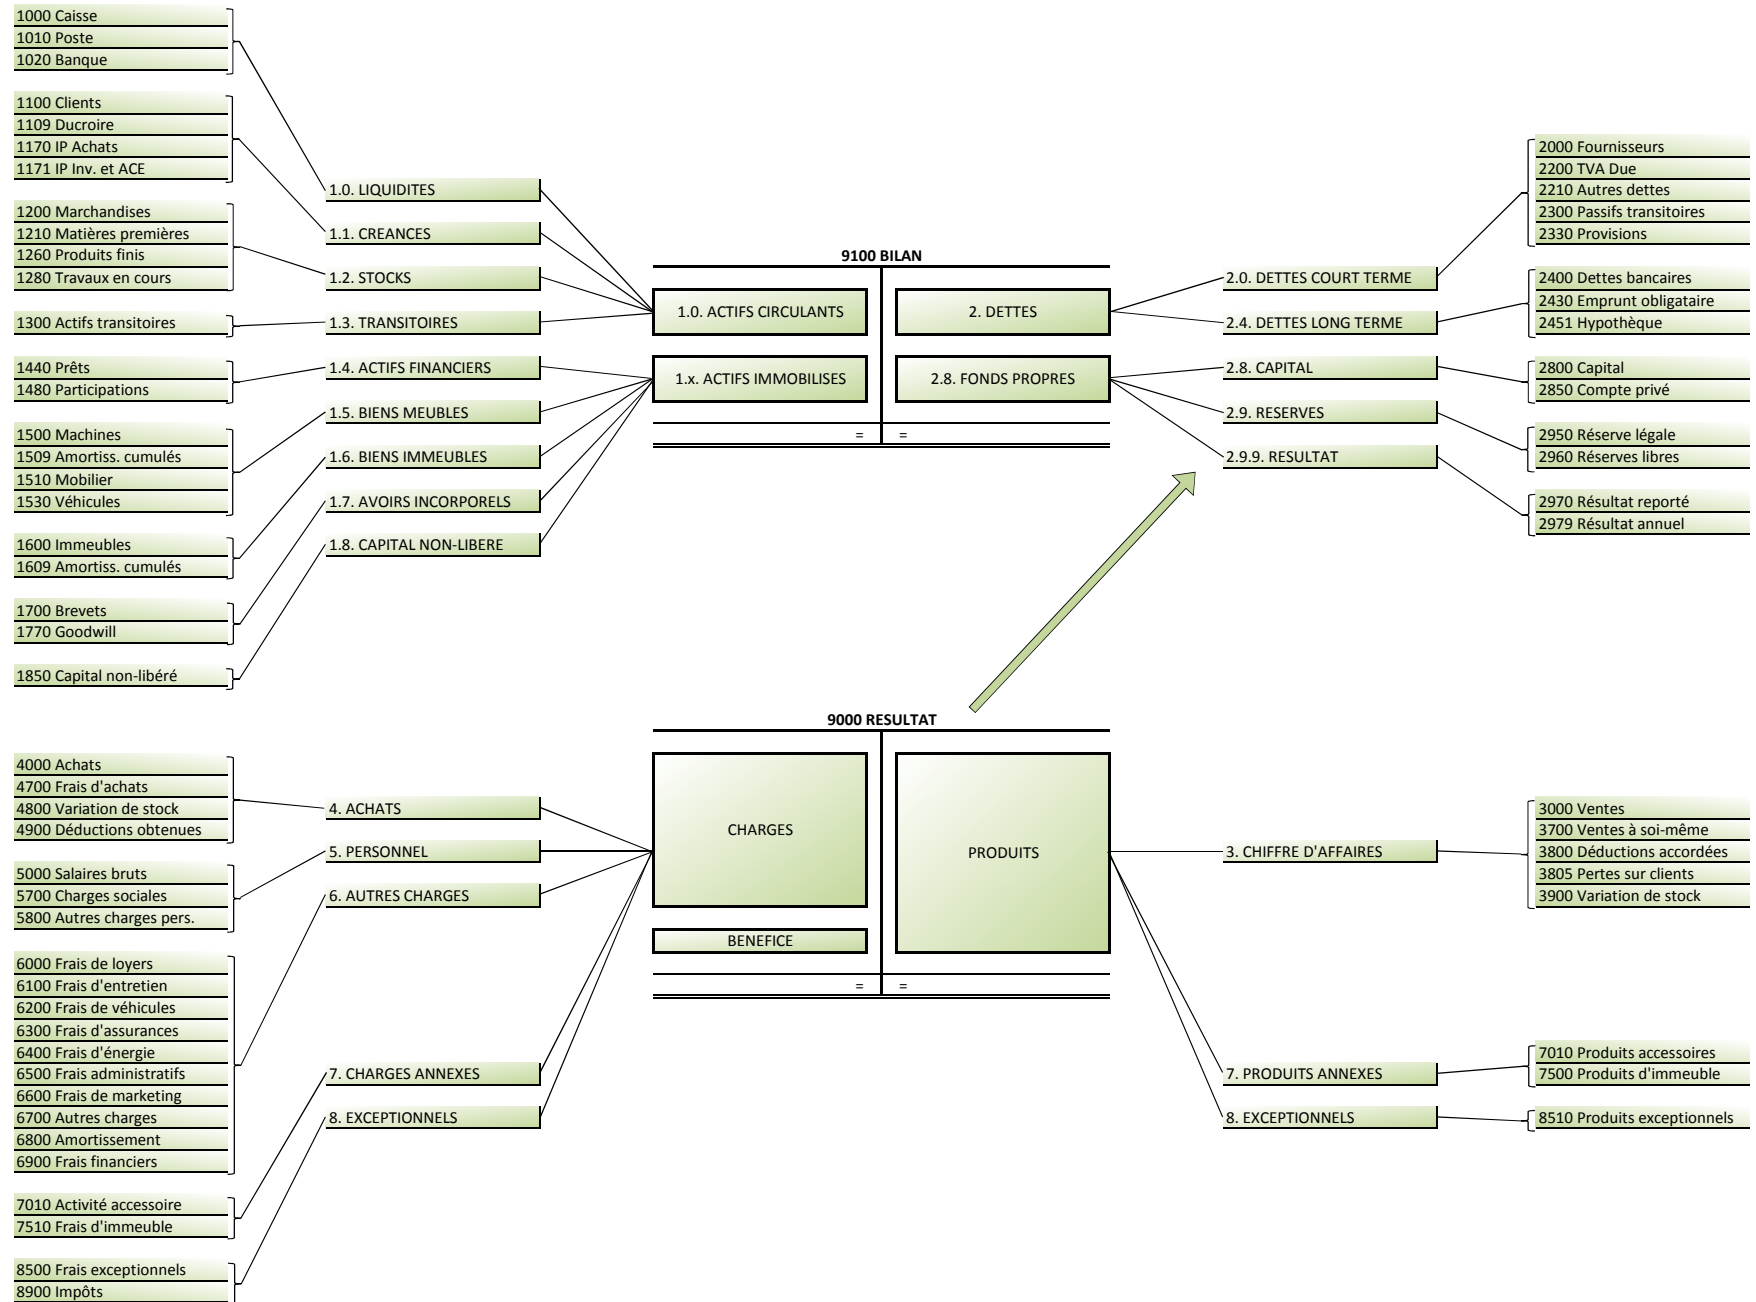 1000 Caisse
1010 Poste
1020 Banque
1100 Clients
1109 Ducroire
1170 IP Achats
1171 IP Inv. et ACE
1200 Marchandises
1210 Matières premières
1260 Produits finis
1280 Travaux en cours
1300 Actifs transitoires
1440 Prêts
1480 Participations
1500 Machines
1509 Amortiss. cumulés
1510 Mobilier
1530 Véhicules
1600 Immeubles
1609 Amortiss. cumulés
1700 Brevets
1770 Goodwill
1850 Capital non-libéré
1.0. LIQUIDITES
1.1. CREANCES
1.2. STOCKS
1.3. TRANSITOIRES
1.4. ACTIFS FINANCIERS
1.5. BIENS MEUBLES
1.6. BIENS IMMEUBLES
1.7. AVOIRS INCORPORELS
1.8. CAPITAL NON-LIBERE
9100 BILAN
1.0. ACTIFS CIRCULANTS
2. DETTES
1.x. ACTIFS IMMOBILISES
2.8. FONDS PROPRES
= =
2.0. DETTES COURT TERME
2.4. DETTES LONG TERME
2.8. CAPITAL
2.9. RESERVES
2.9.9. RESULTAT
2000 Fournisseurs
2200 TVA Due
2210 Autres dettes
2300 Passifs transitoires
2330 Provisions
2400 Dettes bancaires
2430 Emprunt obligataire
2451 Hypothèque
2800 Capital
2850 Compte privé
2950 Réserve légale
2960 Réserves libres
2970 Résultat reporté
2979 Résultat annuel
4000 Achats
4700 Frais d'achats
4800 Variation de stock
4900 Déductions obtenues
5000 Salaires bruts
5700 Charges sociales
5800 Autres charges pers.
6000 Frais de loyers
6100 Frais d'entretien
6200 Frais de véhicules
6300 Frais d'assurances
6400 Frais d'énergie
6500 Frais administratifs
6600 Frais de marketing
6700 Autres charges
6800 Amortissement
6900 Frais financiers
7010 Activité accessoire
7510 Frais d'immeuble
8500 Frais exceptionnels
8900 Impôts
4. ACHATS
5. PERSONNEL
6. AUTRES CHARGES
7. CHARGES ANNEXES
8. EXCEPTIONNELS
9000 RESULTAT
CHARGES
PRODUITS
BENEFICE
= =
3. CHIFFRE D'AFFAIRES
7. PRODUITS ANNEXES
8. EXCEPTIONNELS
3000 Ventes
3700 Ventes à soi-même
3800 Déductions accordées
3805 Pertes sur clients
3900 Variation de stock
7010 Produits accessoires
7500 Produits d'immeuble
8510 Produits exceptionnels